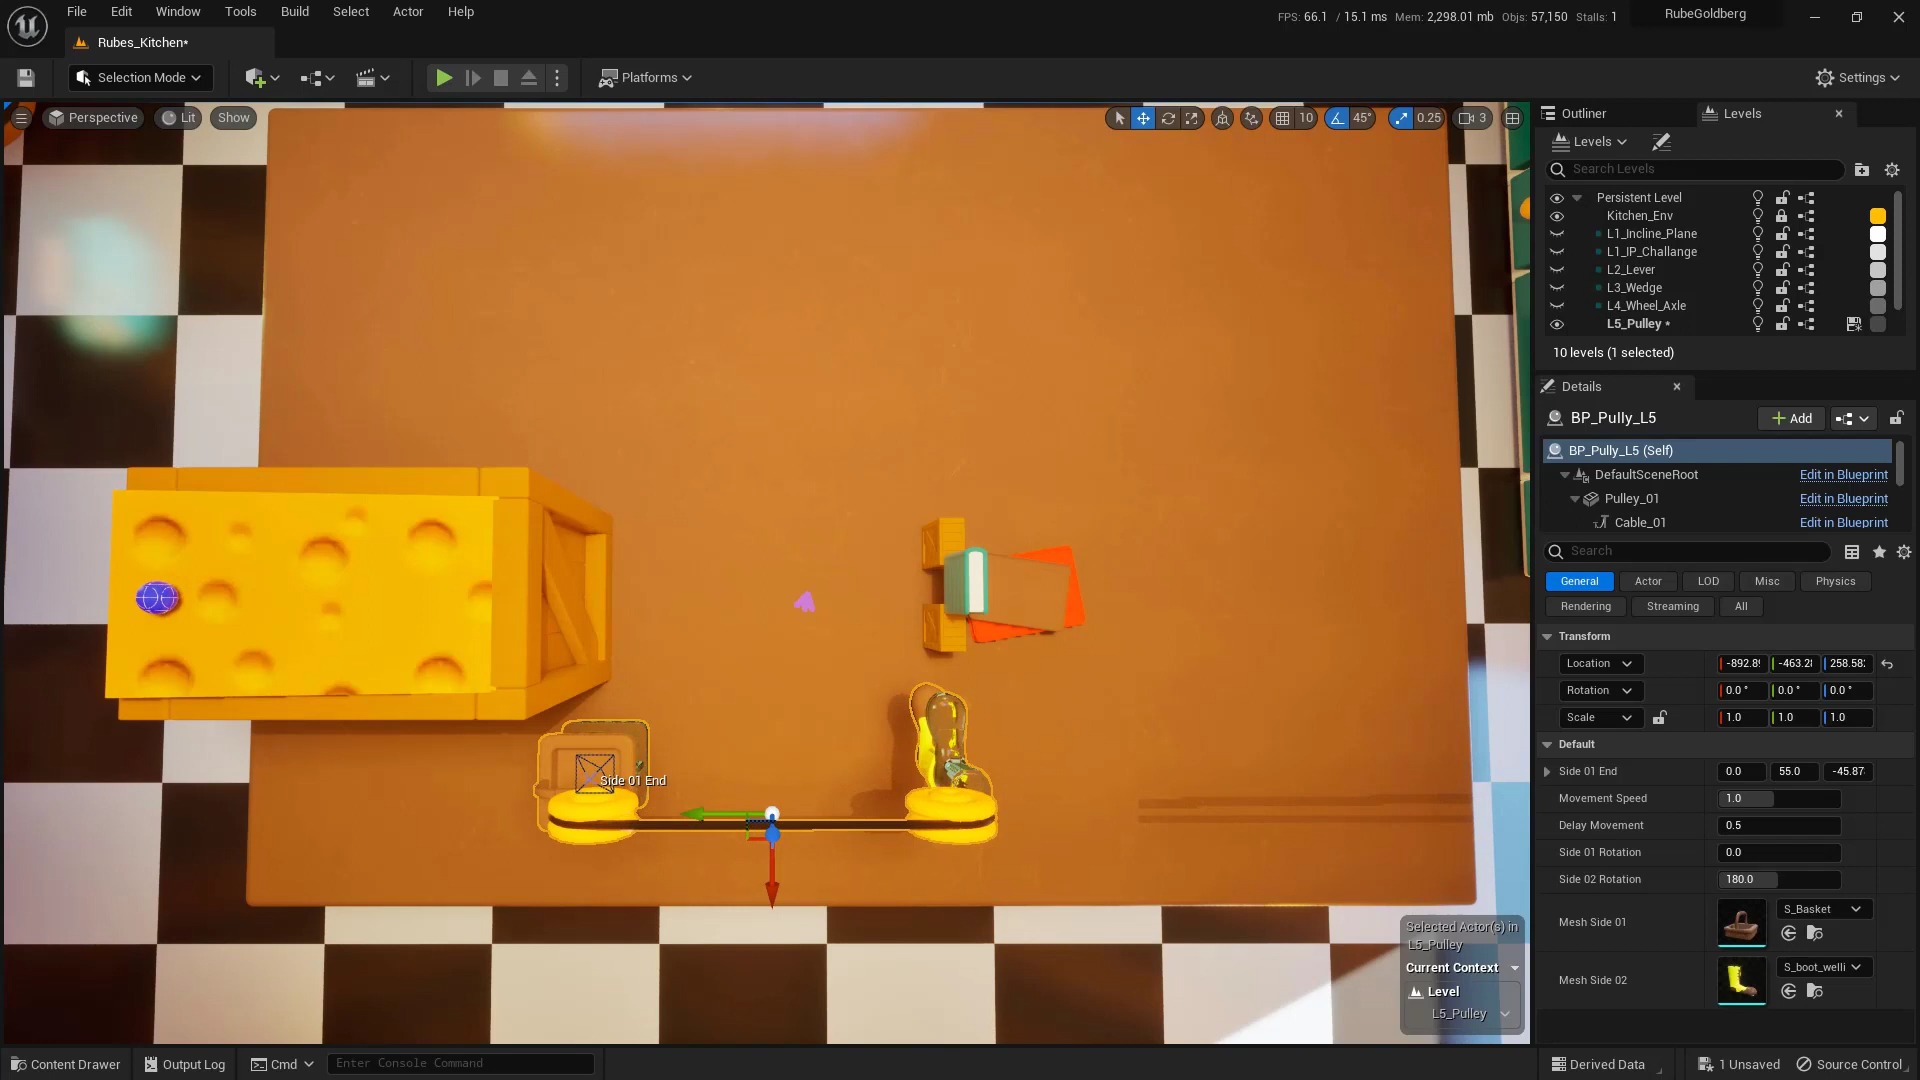 File Edit Window Tools Build Select Actor Help
FPS: 66.1 / 15.1 ms Mem: 2,298.01 mb Objs: 57,150 Stalls: 1
RubeGoldberg
Rubes_Kitchen*
Selection Mode
Platforms
Settings
Perspective Lit Show
10 45° 0.25 3
Outliner Levels
Levels
Search Levels
Persistent Level
Kitchen_Env
L1_Incline_Plane
L1_IP_Challange
L2_Lever
L3_Wedge
L4_Wheel_Axle
L5_Pulley *
10 levels (1 selected)
Details
BP_Pully_L5
Add
BP_Pully_L5 (Self)
DefaultSceneRoot Edit in Blueprint
Pulley_01 Edit in Blueprint
Cable_01 Edit in Blueprint
Search
General Actor LOD Misc Physics
Rendering Streaming All
Transform
Location -892.89 -463.28 258.582
Rotation 0.0 ° 0.0 ° 0.0 °
Scale 1.0 1.0 1.0
Default
Side 01 End 0.0 55.0 -45.87
Movement Speed 1.0
Delay Movement 0.5
Side 01 Rotation 0.0
Side 02 Rotation 180.0
Mesh Side 01 S_Basket
Mesh Side 02 S_boot_welli
Side 01 End
Selected Actor(s) in
L5_Pulley
Current Context
Level
L5_Pulley
Content Drawer Output Log Cmd Enter Console Command
Derived Data 1 Unsaved Source Control